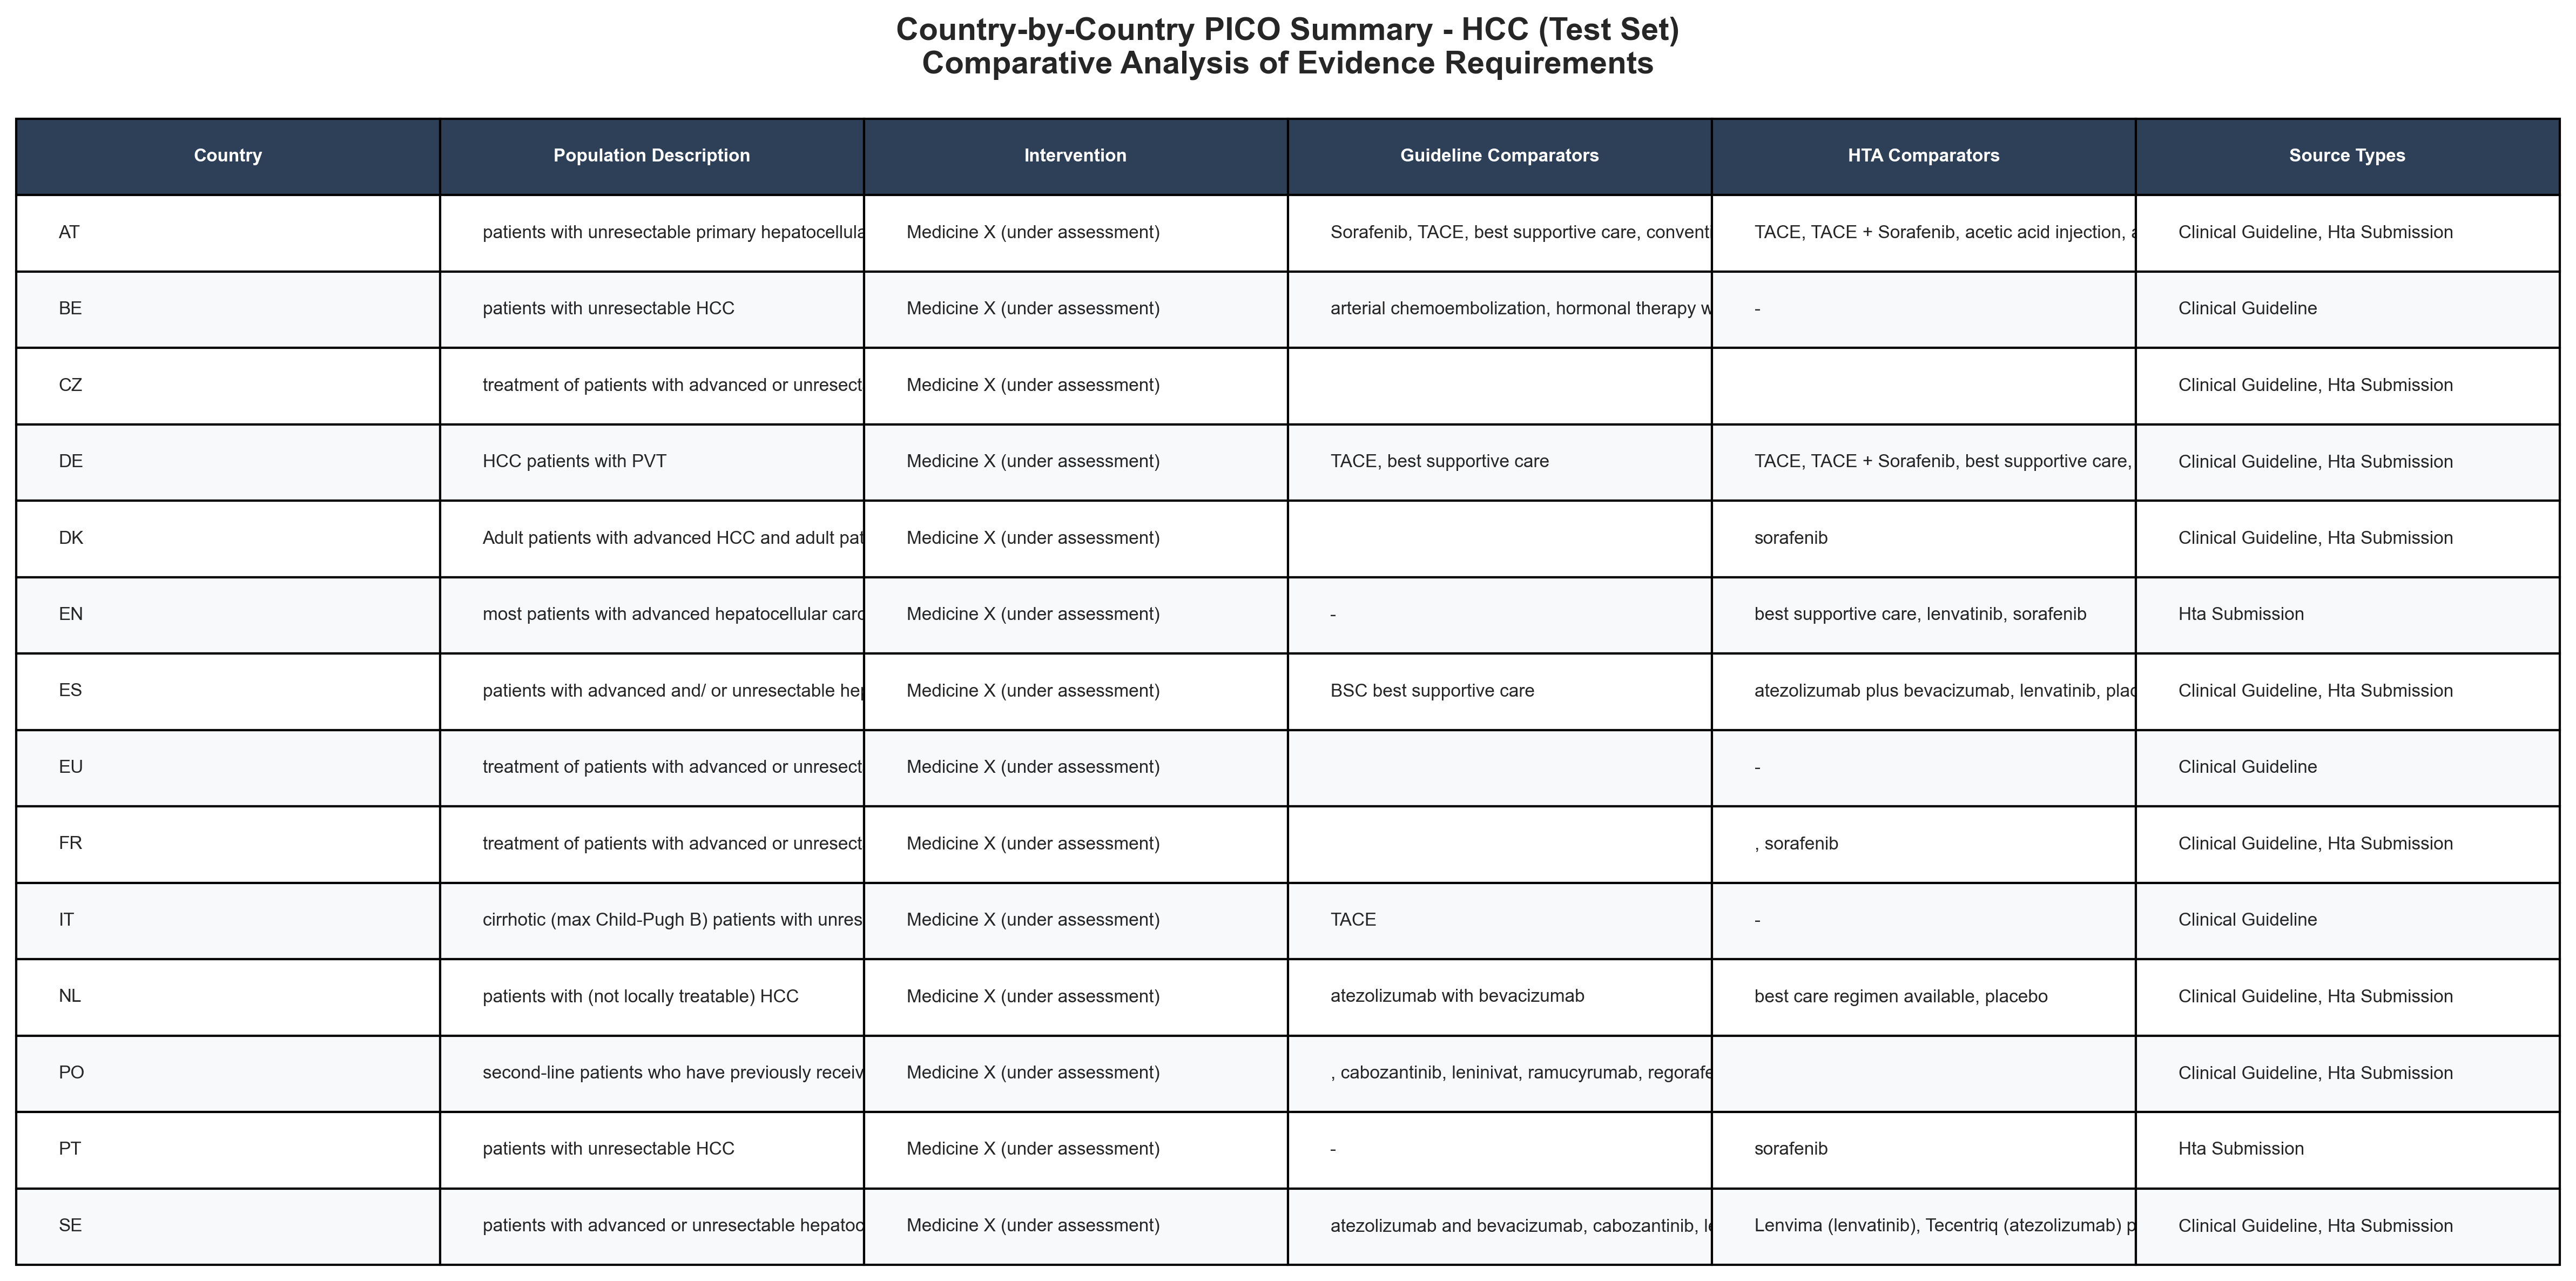 Country-by-Country PICO Summary - HCC (Test Set)
Comparative Analysis of Evidence Requirements
Country Population Description Intervention Guideline Comparators HTA Comparators Source Types
AT patients with unresectable primary hepatocellula Medicine X (under assessment) Sorafenib, TACE, best supportive care, convent TACE, TACE + Sorafenib, acetic acid injection, a Clinical Guideline, Hta Submission
BE patients with unresectable HCC Medicine X (under assessment) arterial chemoembolization, hormonal therapy w - Clinical Guideline
CZ treatment of patients with advanced or unresect Medicine X (under assessment) Clinical Guideline, Hta Submission
DE HCC patients with PVT Medicine X (under assessment) TACE, best supportive care TACE, TACE + Sorafenib, best supportive care, Clinical Guideline, Hta Submission
DK Adult patients with advanced HCC and adult pat Medicine X (under assessment) sorafenib Clinical Guideline, Hta Submission
EN most patients with advanced hepatocellular carc Medicine X (under assessment) - best supportive care, lenvatinib, sorafenib Hta Submission
ES patients with advanced and/ or unresectable hep Medicine X (under assessment) BSC best supportive care atezolizumab plus bevacizumab, lenvatinib, plac Clinical Guideline, Hta Submission
EU treatment of patients with advanced or unresect Medicine X (under assessment) - Clinical Guideline
FR treatment of patients with advanced or unresect Medicine X (under assessment) , sorafenib Clinical Guideline, Hta Submission
IT cirrhotic (max Child-Pugh B) patients with unres Medicine X (under assessment) TACE - Clinical Guideline
NL patients with (not locally treatable) HCC Medicine X (under assessment) atezolizumab with bevacizumab best care regimen available, placebo Clinical Guideline, Hta Submission
PO second-line patients who have previously receiv Medicine X (under assessment) , cabozantinib, leninivat, ramucyrumab, regorafe Clinical Guideline, Hta Submission
PT patients with unresectable HCC Medicine X (under assessment) - sorafenib Hta Submission
SE patients with advanced or unresectable hepatoc Medicine X (under assessment) atezolizumab and bevacizumab, cabozantinib, le Lenvima (lenvatinib), Tecentriq (atezolizumab) p Clinical Guideline, Hta Submission